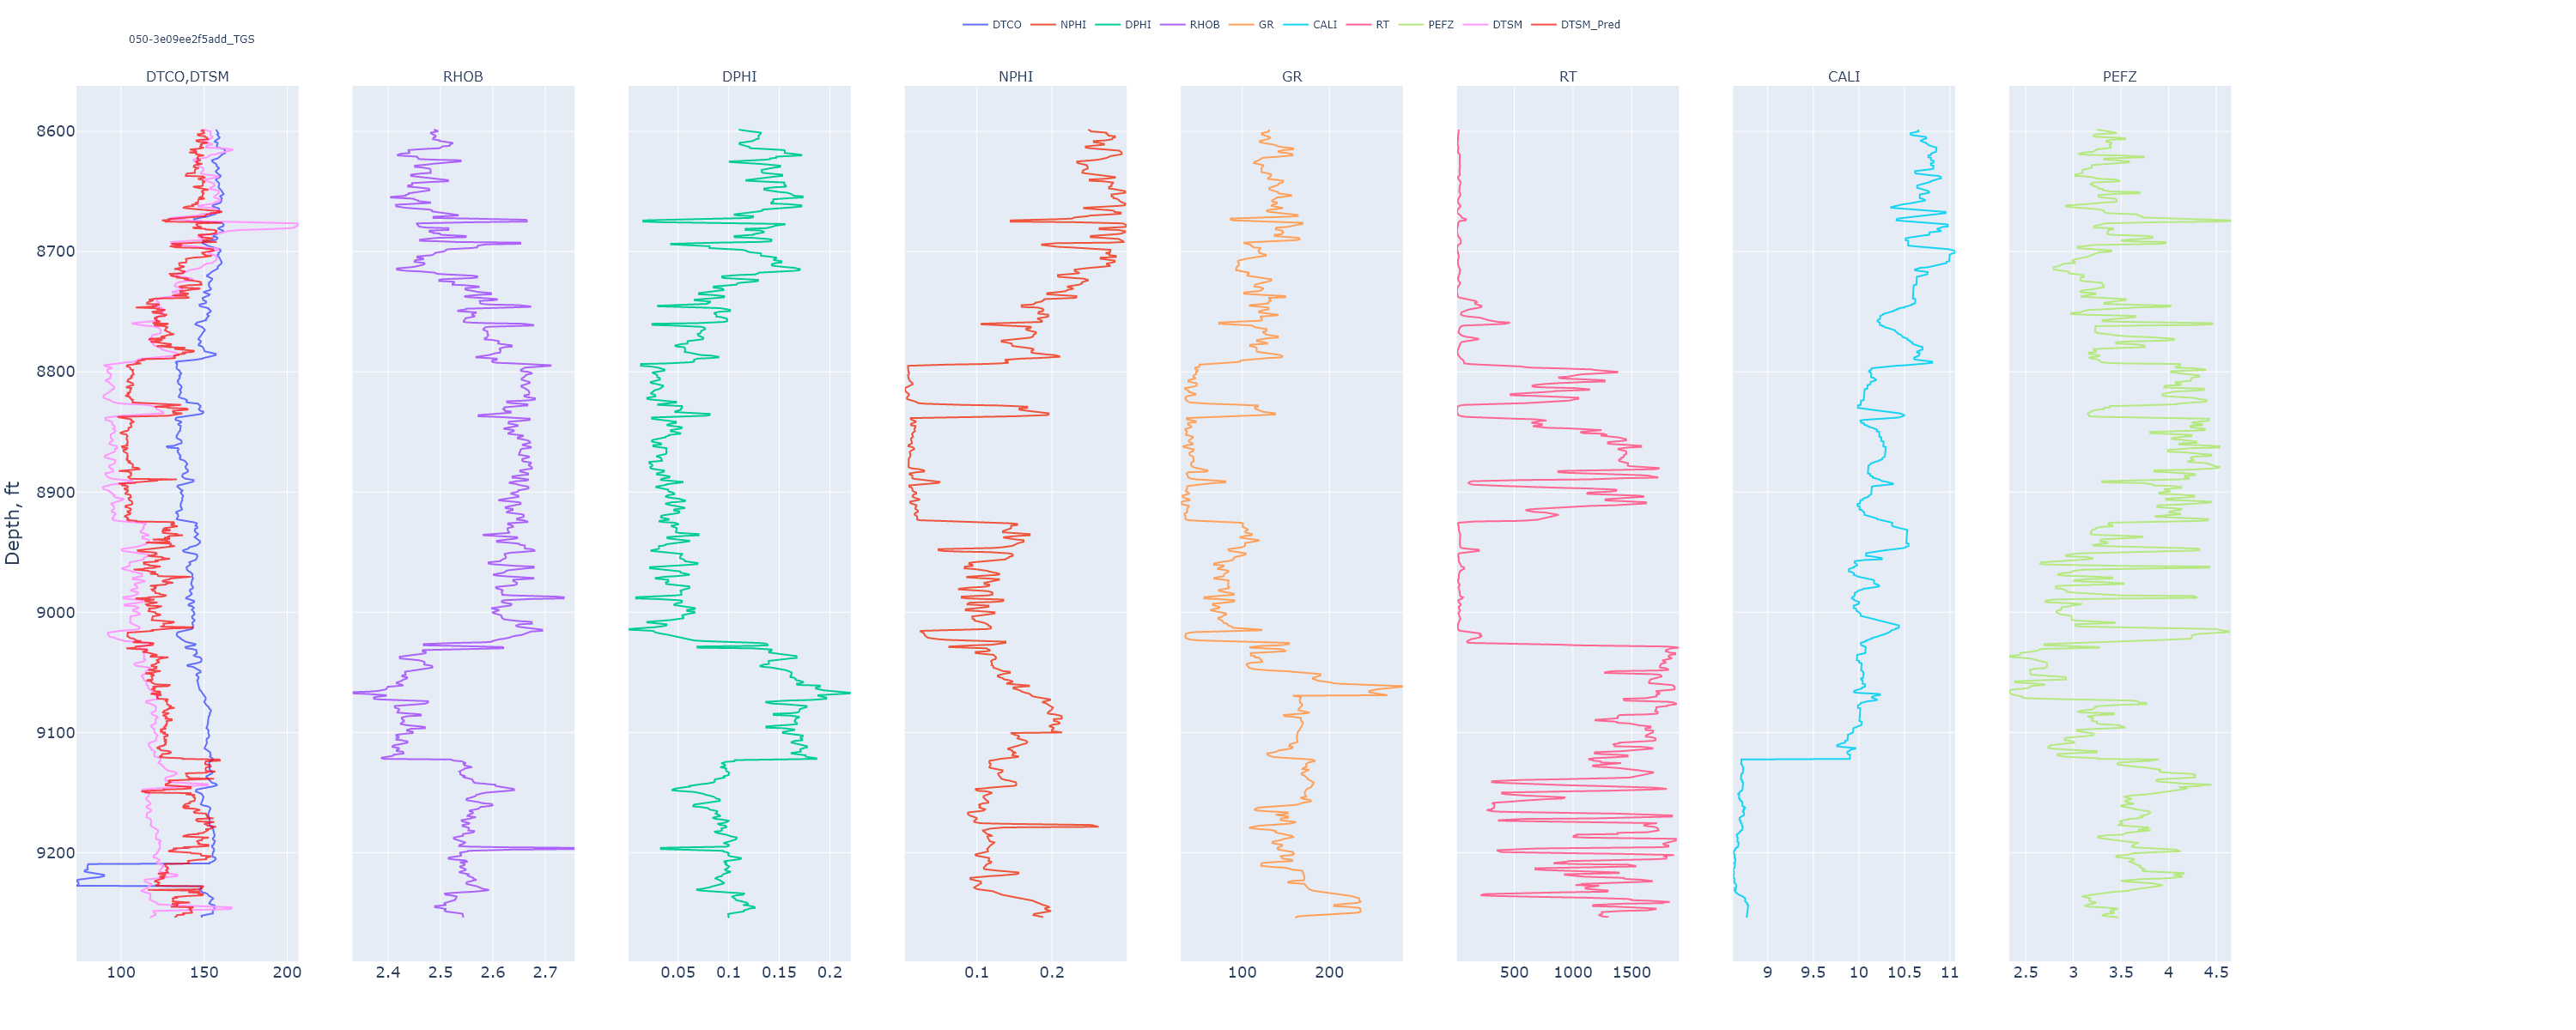 DTCO NPHI DPHI RHOB GR CALI RT PEFZ DTSM DTSM_Pred
050-3e09ee2f5add_TGS
DTCO,DTSM RHOB DPHI NPHI GR RT CALI PEFZ
8600
8700
8800
8900
9000
9100
9200
Depth, ft
100 150 200 2.4 2.5 2.6 2.7 0.05 0.1 0.15 0.2 0.1 0.2 100 200 500 1000 1500 9 9.5 10 10.5 11 2.5 3 3.5 4 4.5